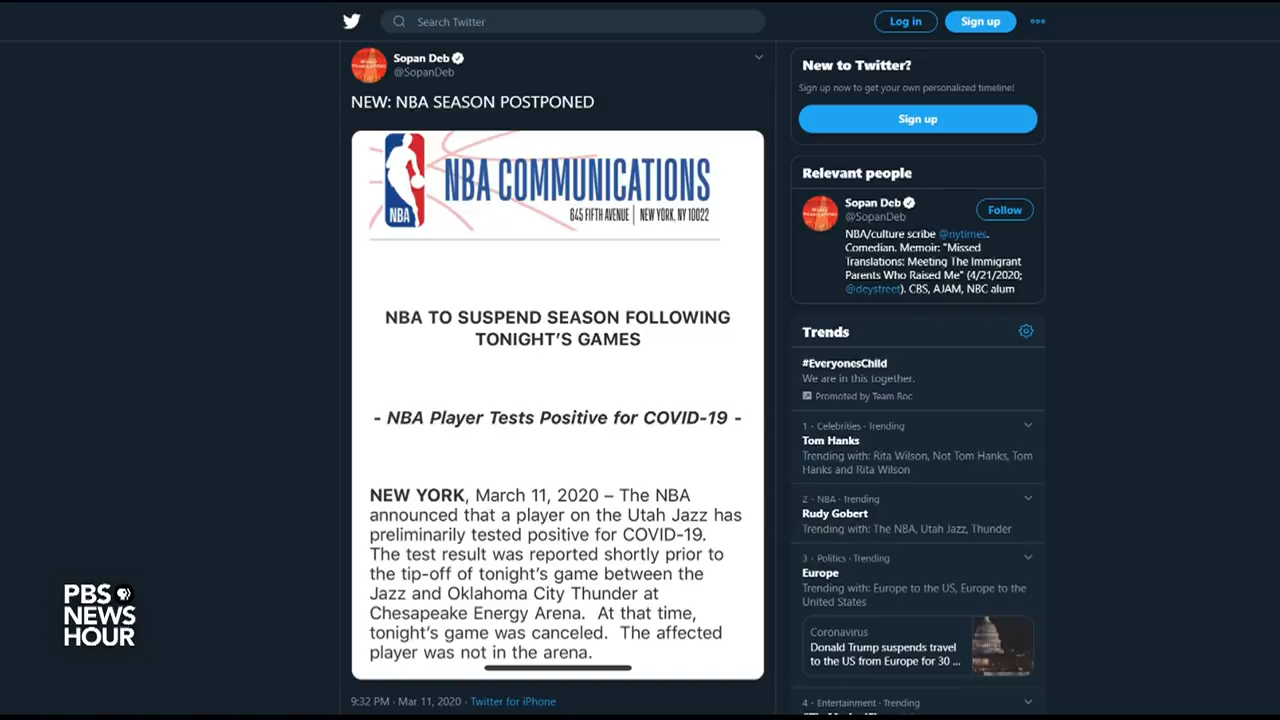 Search Twitter
Log in
Sign up
Sopan Deb
@SopanDeb
NEW: NBA SEASON POSTPONED
NBA
NBA COMMUNICATIONS
645 FIFTH AVENUE | NEW YORK, NY 10022
NBA TO SUSPEND SEASON FOLLOWING
TONIGHT'S GAMES
- NBA Player Tests Positive for COVID-19 -
NEW YORK, March 11, 2020 – The NBA
announced that a player on the Utah Jazz has
preliminarily tested positive for COVID-19.
The test result was reported shortly prior to
the tip-off of tonight's game between the
Jazz and Oklahoma City Thunder at
Chesapeake Energy Arena.  At that time,
tonight's game was canceled.  The affected
player was not in the arena.
9:32 PM · Mar 11, 2020 · Twitter for iPhone
New to Twitter?
Sign up now to get your own personalized timeline!
Sign up
Relevant people
Sopan Deb
@SopanDeb
Follow
NBA/culture scribe @nytimes.
Comedian. Memoir: "Missed
Translations: Meeting The Immigrant
Parents Who Raised Me" (4/21/2020;
@deystreet). CBS, AJAM, NBC alum
Trends
#EveryonesChild
We are in this together.
Promoted by Team Roc
1 · Celebrities · Trending
Tom Hanks
Trending with: Rita Wilson, Not Tom Hanks, Tom
Hanks and Rita Wilson
2 · NBA · Trending
Rudy Gobert
Trending with: The NBA, Utah Jazz, Thunder
3 · Politics · Trending
Europe
Trending with: Europe to the US, Europe to the
United States
Coronavirus
Donald Trump suspends travel
to the US from Europe for 30 ...
4 · Entertainment · Trending
PBS
NEWS
HOUR